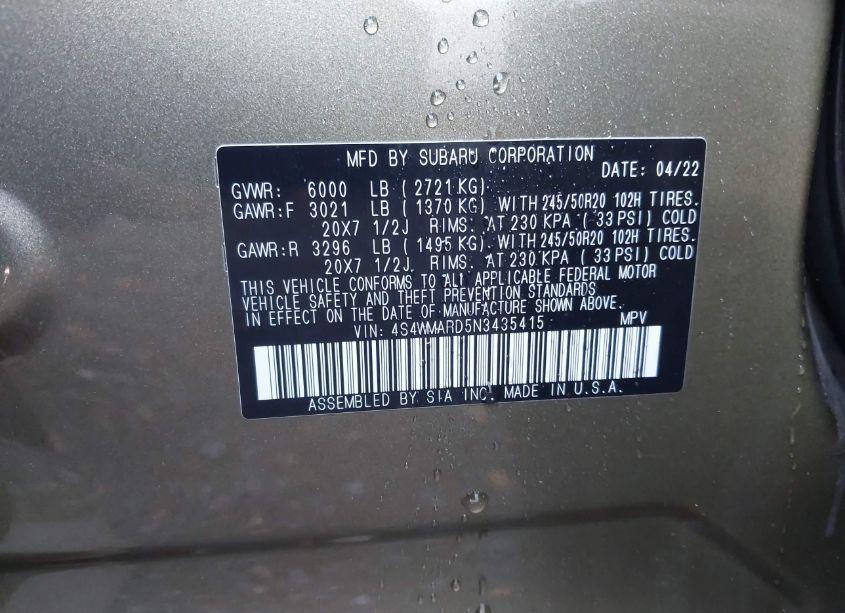 MFD BY SUBARU CORPORATION DATE: 04/22
GVWR: 6000 LB ( 2721 KG)
GAWR:F 3021 LB ( 1370 KG) WITH 245/50R20 102H TIRES.
20X7 1/2J RIMS. AT 230 KPA ( 33 PSI) COLD
GAWR:R 3296 LB ( 1495 KG) WITH 245/50R20 102H TIRES.
20X7 1/2J. RIMS. AT 230 KPA ( 33 PSI) COLD
THIS VEHICLE CONFORMS TO ALL APPLICABLE FEDERAL MOTOR
VEHICLE SAFETY AND THEFT PREVENTION STANDARDS
IN EFFECT ON THE DATE OF MANUFACTURE SHOWN ABOVE.
VIN: 4S4WMARD5N3435415 MPV
ASSEMBLED BY SIA INC. MADE IN U.S.A.